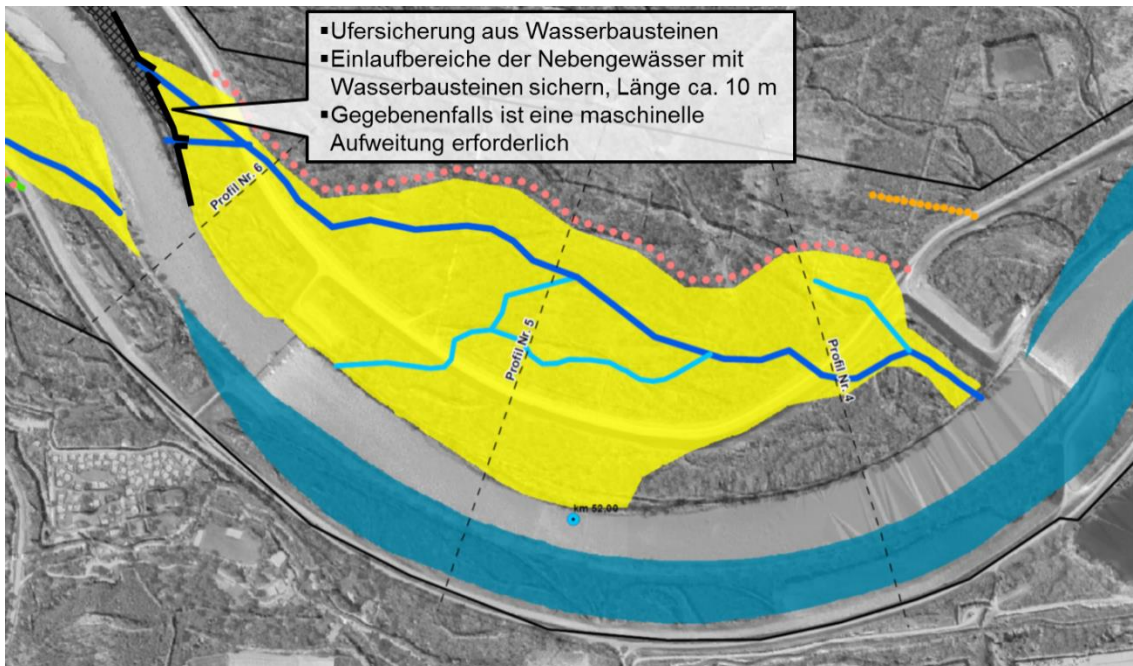 ▪Ufersicherung aus Wasserbausteinen
▪Einlaufbereiche der Nebengewässer mit
Wasserbausteinen sichern, Länge ca. 10 m
▪Gegebenenfalls ist eine maschinelle
Aufweitung erforderlich
Profil Nr. 6
Profil Nr. 5
Profil Nr. 4
km 52.00